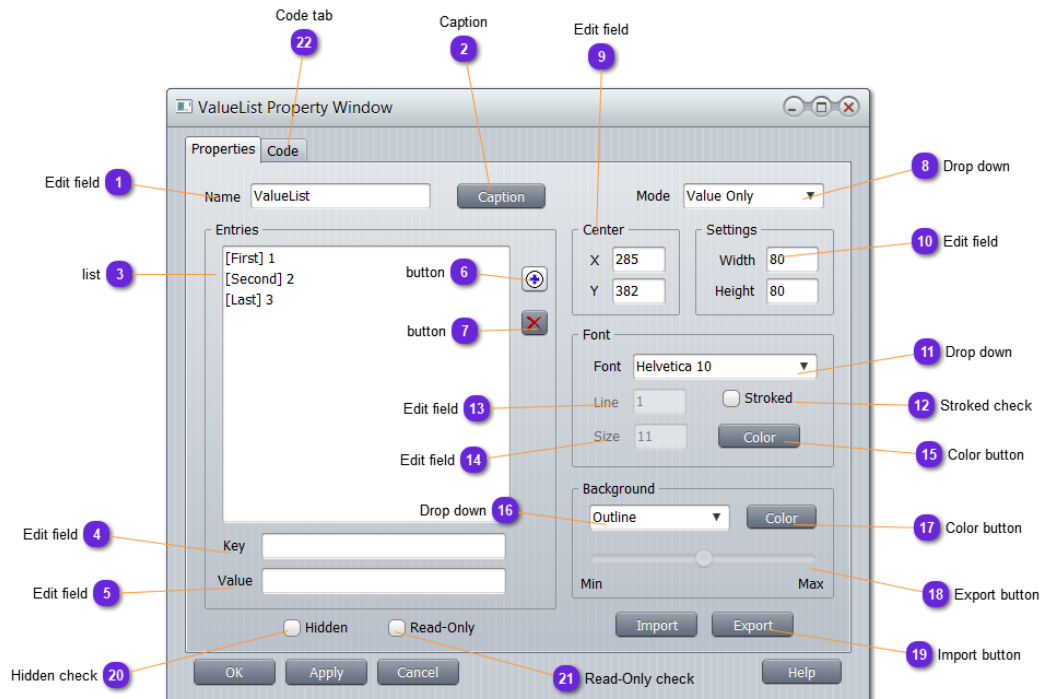 Code tab
22
Caption
2
Edit field
9
ValueList Property Window
Properties Code
Edit field 1
Name ValueList Caption Mode Value Only
8 Drop down
Entries
Center
Settings
list 3
[First] 1
[Second] 2
[Last] 3
button 6
button 7
X 285
Y 382
Width 80
Height 80
10 Edit field
Font
Font Helvetica 10
11 Drop down
Edit field 13
Line 1
Stroked
12 Stroked check
Edit field 14
Size 11
Color
15 Color button
Background
Drop down 16
Outline
Color
17 Color button
Min Max
18 Export button
Edit field 4
Key
Edit field 5
Value
Hidden Read-Only
Import Export
19 Import button
Hidden check 20
21 Read-Only check
OK Apply Cancel Help